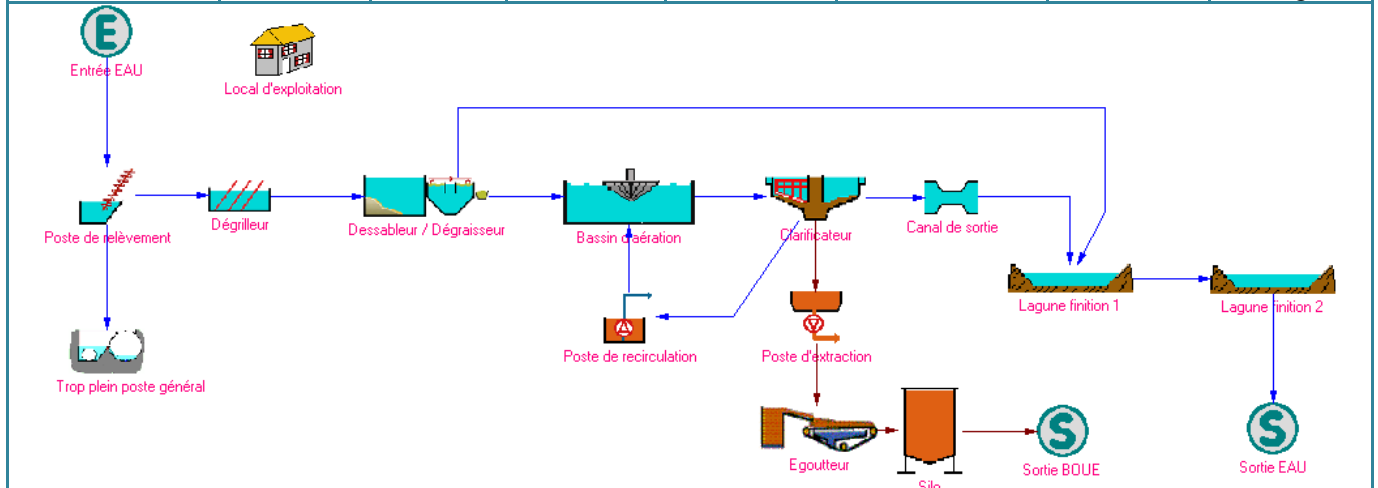 E
Entrée EAU
Local d'exploitation
Poste de relèvement
Dégrilleur
Dessableur / Dégraisseur
Bassin d'aération
Clarificateur
Canal de sortie
Lagune finition 1
Lagune finition 2
Trop plein poste général
Poste de recirculation
Poste d'extraction
Egoutteur
Silo
S
Sortie BOUE
S
Sortie EAU